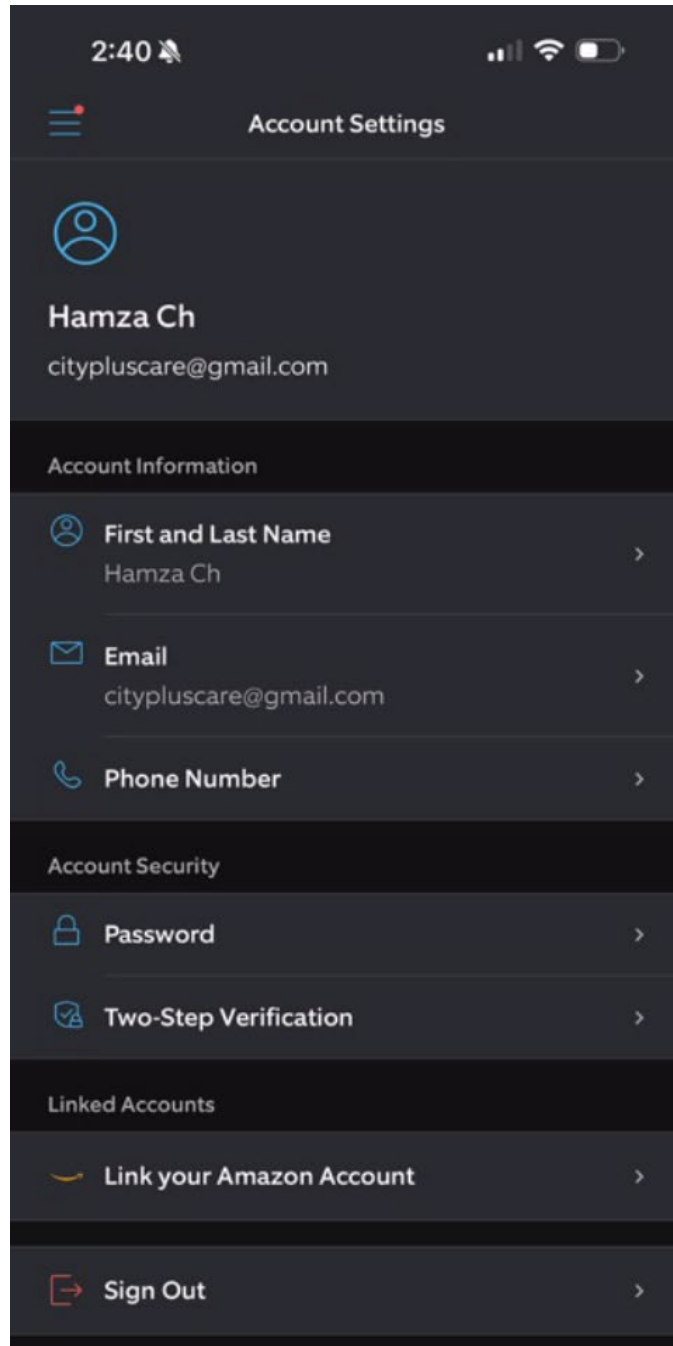 2:40
Account Settings
Hamza Ch
citypluscare@gmail.com
Account Information
First and Last Name
Hamza Ch
Email
citypluscare@gmail.com
Phone Number
Account Security
Password
Two-Step Verification
Linked Accounts
Link your Amazon Account
Sign Out